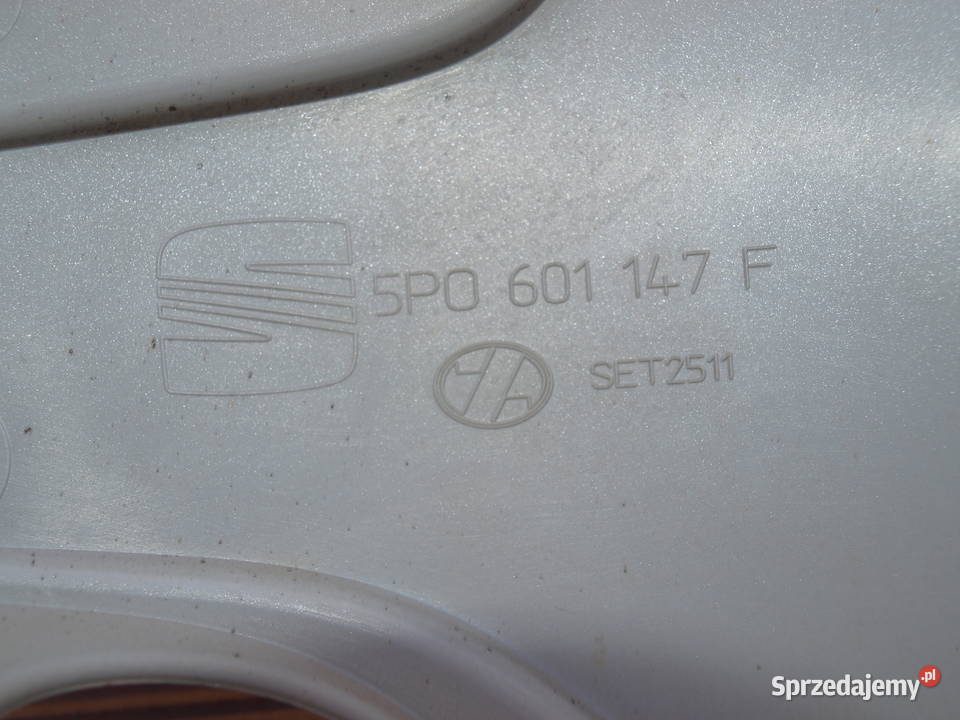 5P0 601 147 F
SET2511
Sprzedajemy.pl